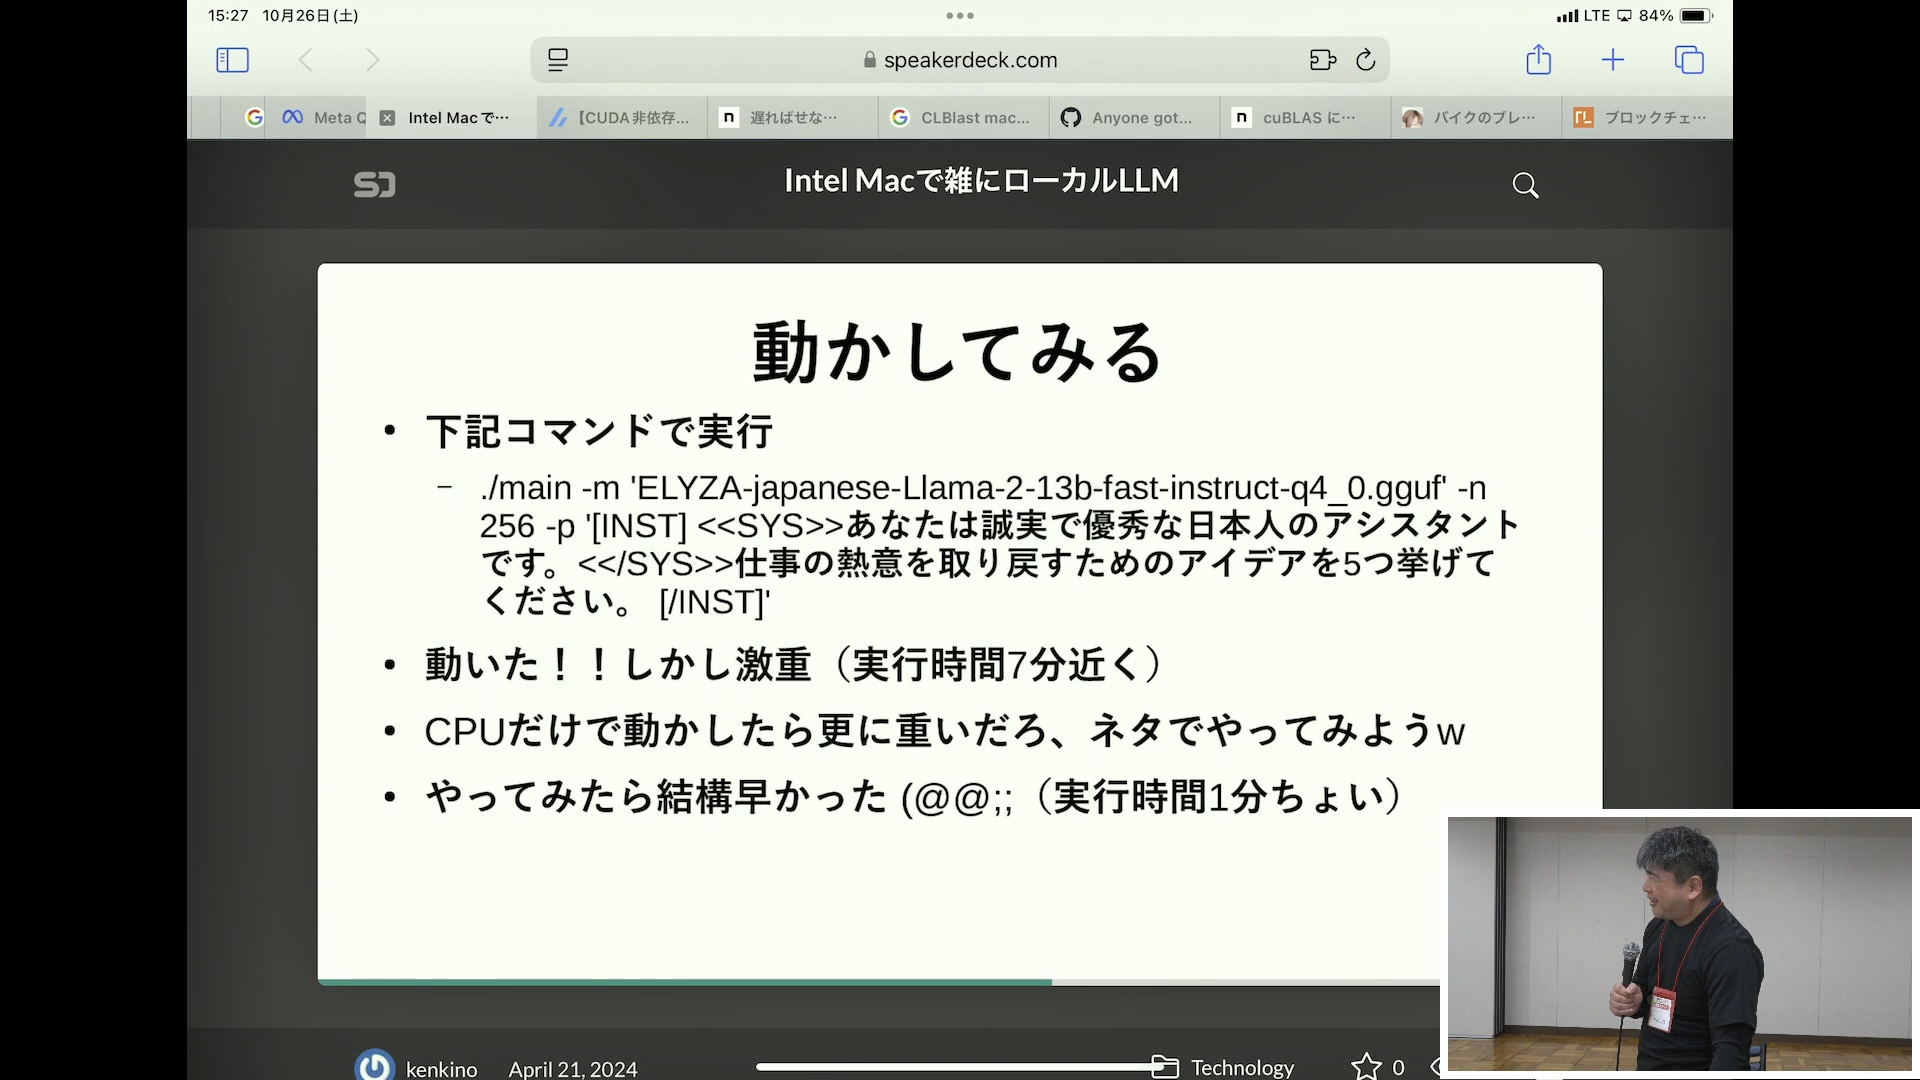 15:27 10月26日(土)
LTE 84%
speakerdeck.com
Meta Q
Intel Macで…
【CUDA非依存...
遅ればせな…
CLBlast mac...
Anyone got...
cuBLAS に…
バイクのブレ…
ブロックチェ…
Intel Macで雑にローカルLLM
動かしてみる
• 下記コマンドで実行
– ./main -m 'ELYZA-japanese-Llama-2-13b-fast-instruct-q4_0.gguf' -n
256 -p '[INST] <<SYS>>あなたは誠実で優秀な日本人のアシスタント
です。<</SYS>>仕事の熱意を取り戻すためのアイデアを5つ挙げて
ください。 [/INST]'
• 動いた！！しかし激重（実行時間7分近く）
• CPUだけで動かしたら更に重いだろ、ネタでやってみようw
• やってみたら結構早かった (@@;;（実行時間1分ちょい）
kenkino April 21, 2024 Technology 0